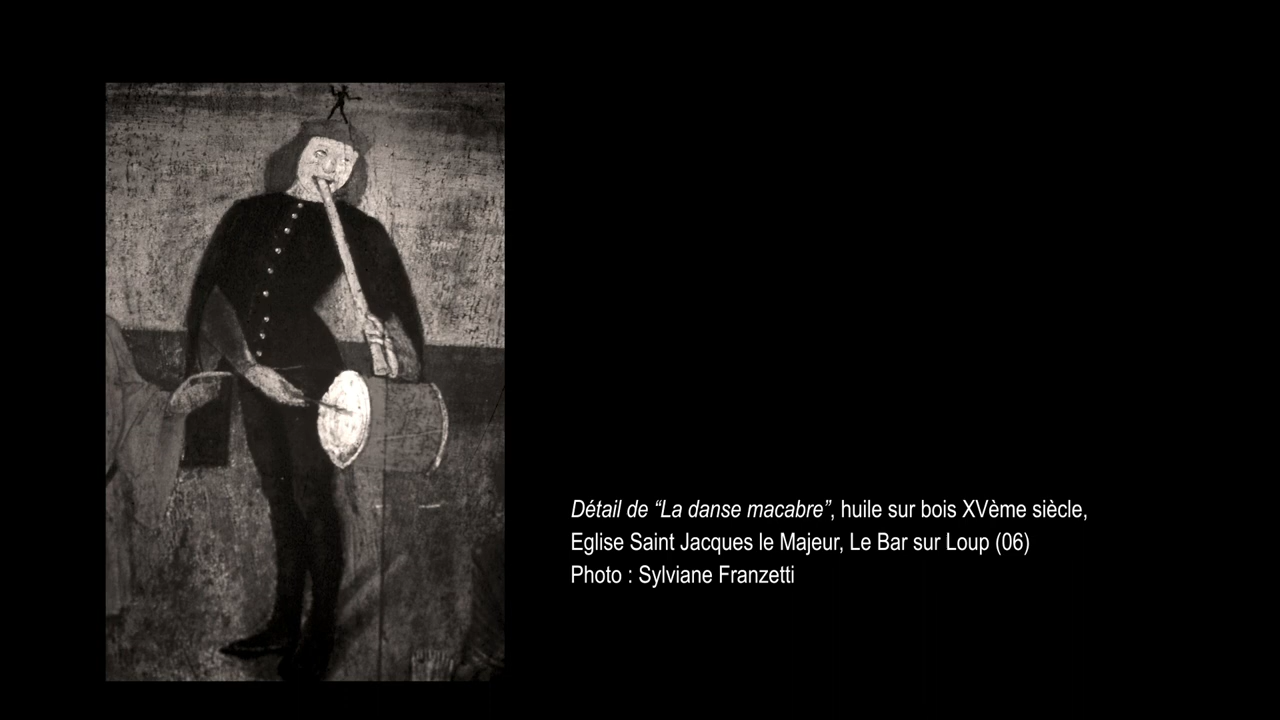 Détail de “La danse macabre”, huile sur bois XVème siècle,
Eglise Saint Jacques le Majeur, Le Bar sur Loup (06)
Photo : Sylviane Franzetti